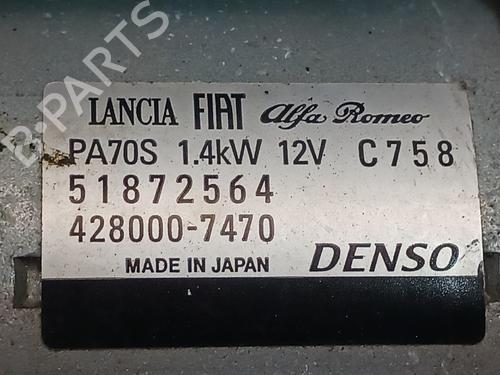 B-PARTS
LANCIA FIAT Alfa Romeo
PA70S 1.4kW 12V C758
51872564
428000-7470
MADE IN JAPAN DENSO